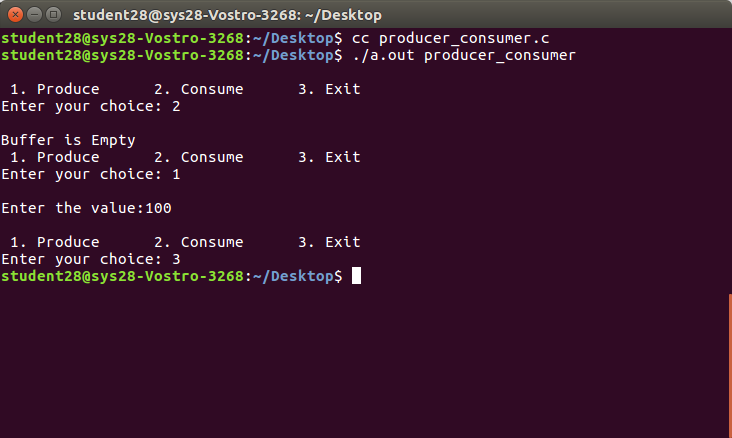 student28@sys28-Vostro-3268: ~/Desktop
student28@sys28-Vostro-3268:~/Desktop$ cc producer_consumer.c
student28@sys28-Vostro-3268:~/Desktop$ ./a.out producer_consumer
1. Produce 2. Consume 3. Exit
Enter your choice: 2
Buffer is Empty
1. Produce 2. Consume 3. Exit
Enter your choice: 1
Enter the value:100
1. Produce 2. Consume 3. Exit
Enter your choice: 3
student28@sys28-Vostro-3268:~/Desktop$